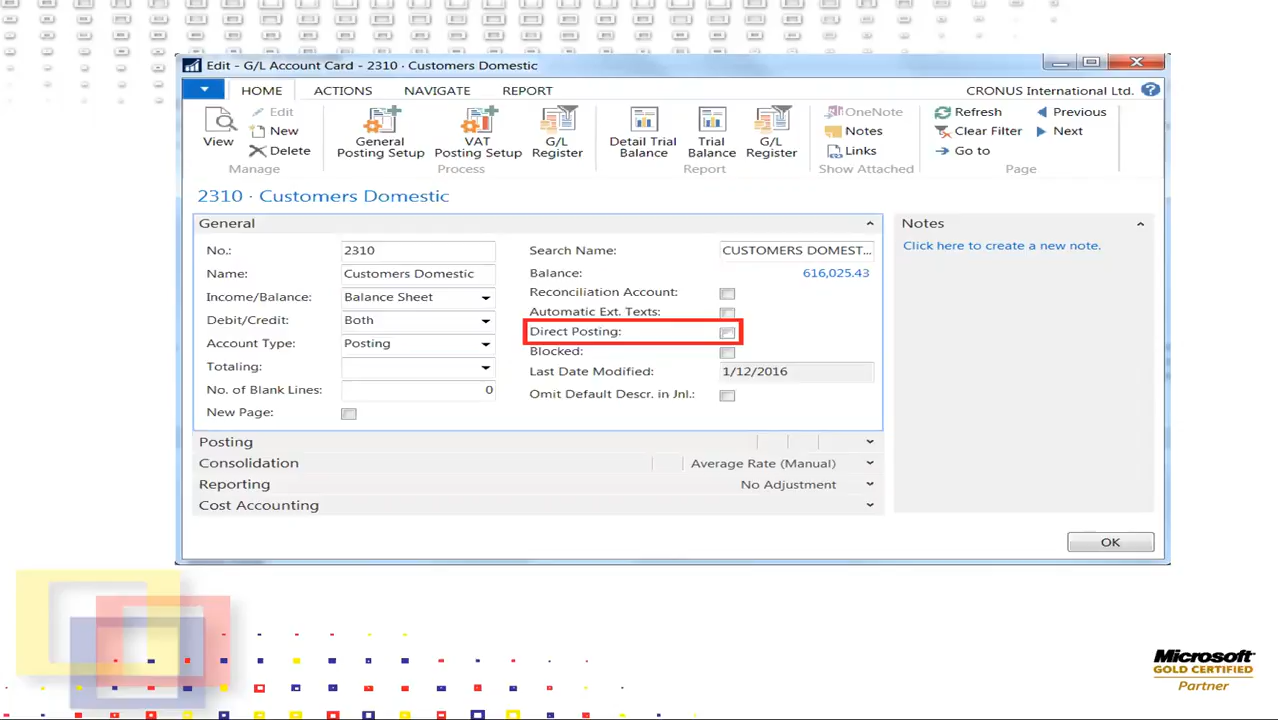 Edit - G/L Account Card - 2310 · Customers Domestic
HOME ACTIONS NAVIGATE REPORT CRONUS International Ltd.
View
Edit
New
Delete
Manage
General Posting Setup
VAT Posting Setup
G/L Register
Process
Detail Trial Balance
Trial Balance
G/L Register
Report
OneNote
Notes
Links
Show Attached
Refresh
Clear Filter
Go to
Previous
Next
Page
2310 · Customers Domestic
General
No.: 2310
Name: Customers Domestic
Income/Balance: Balance Sheet
Debit/Credit: Both
Account Type: Posting
Totaling:
No. of Blank Lines: 0
New Page:
Search Name: CUSTOMERS DOMEST...
Balance: 616,025.43
Reconciliation Account:
Automatic Ext. Texts:
Direct Posting:
Blocked:
Last Date Modified: 1/12/2016
Omit Default Descr. in Jnl.:
Posting
Consolidation Average Rate (Manual)
Reporting No Adjustment
Cost Accounting
Notes
Click here to create a new note.
OK
Microsoft
GOLD CERTIFIED
Partner